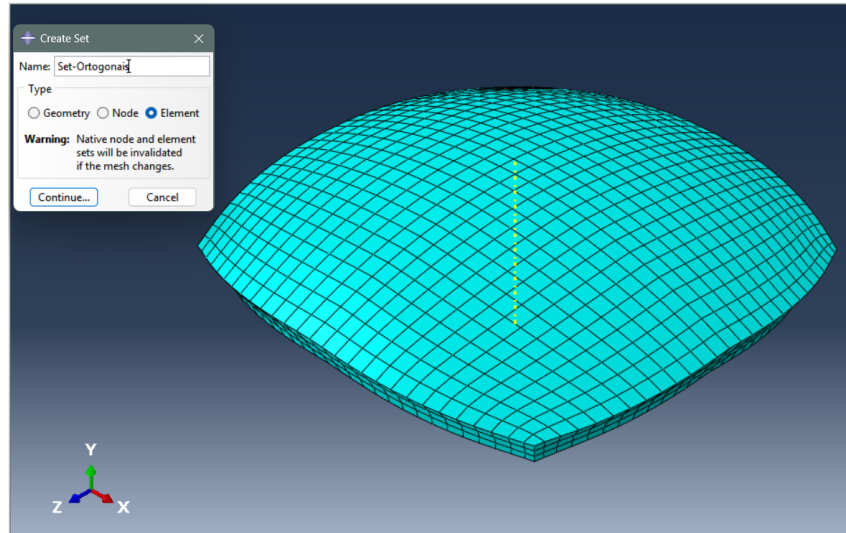 Create Set
Name: Set-Ortogonais
Type
Geometry Node Element
Warning: Native node and element
sets will be invalidated
if the mesh changes.
Continue... Cancel
Y
Z X